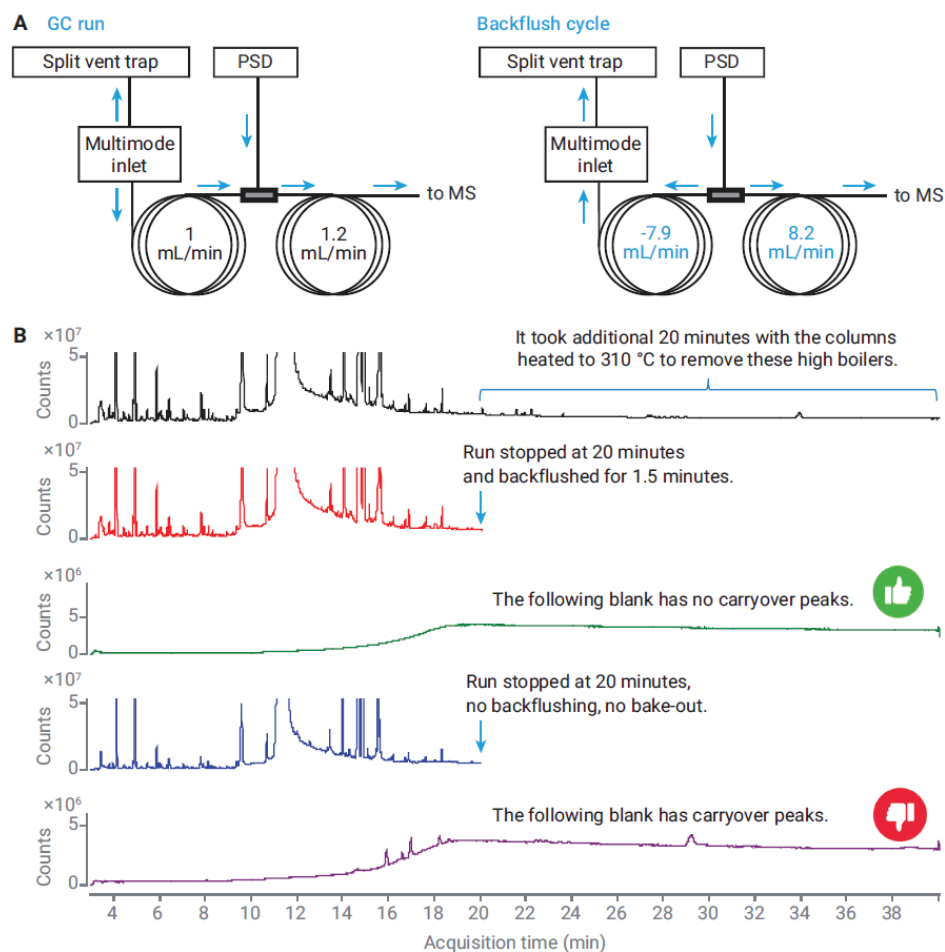 A GC run
Backflush cycle
Split vent trap
PSD
Multimode
inlet
to MS
1
mL/min
1.2
mL/min
Split vent trap
PSD
Multimode
inlet
to MS
-7.9
mL/min
8.2
mL/min
B
×10⁷
5
0
Counts
It took additional 20 minutes with the columns
heated to 310 °C to remove these high boilers.
×10⁷
5
0
Counts
Run stopped at 20 minutes
and backflushed for 1.5 minutes.
×10⁶
5
0
Counts
The following blank has no carryover peaks.
×10⁷
5
0
Counts
Run stopped at 20 minutes,
no backflushing, no bake-out.
×10⁶
5
0
Counts
The following blank has carryover peaks.
4 6 8 10 12 14 16 18 20 22 24 26 28 30 32 34 36 38
Acquisition time (min)